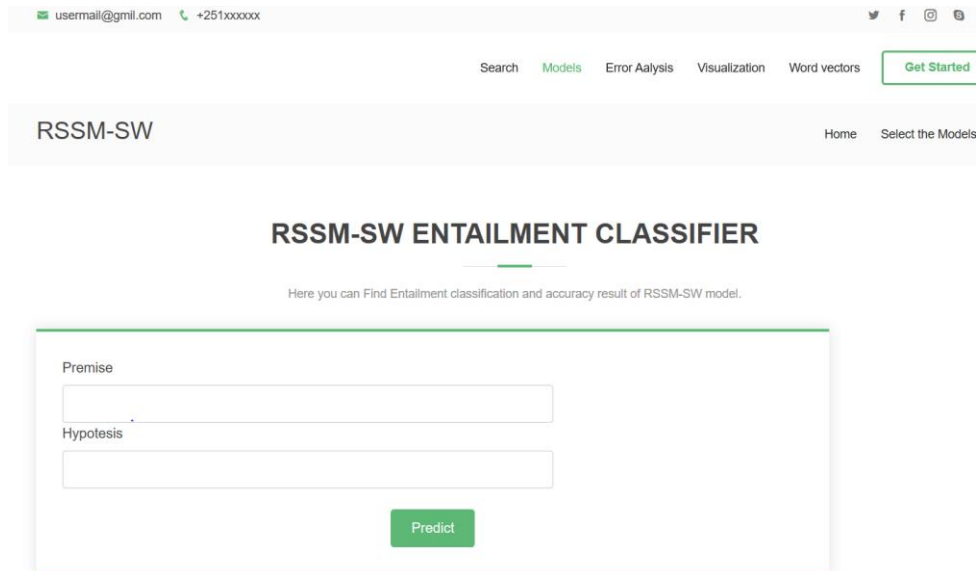 usermail@gmil.com +251xxxxxx
Search Models Error Aalysis Visualization Word vectors Get Started
RSSM-SW Home Select the Models
RSSM-SW ENTAILMENT CLASSIFIER
Here you can Find Entailment classification and accuracy result of RSSM-SW model.
Premise
Hypotesis
Predict